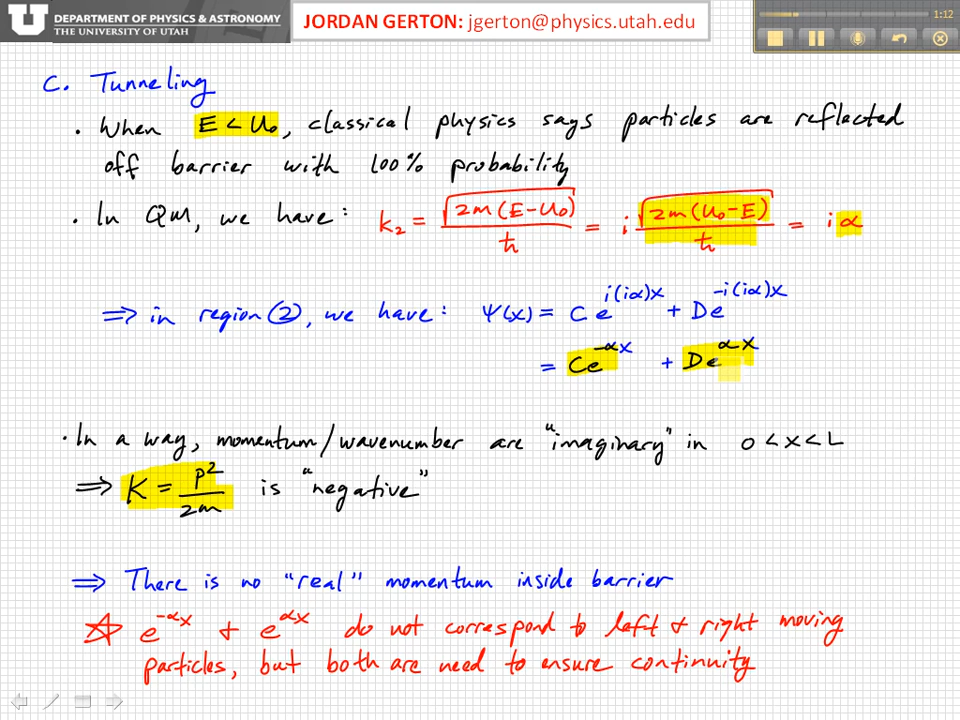 U DEPARTMENT OF PHYSICS & ASTRONOMY
THE UNIVERSITY OF UTAH
JORDAN GERTON: jgerton@physics.utah.edu
1:12
C. Tunneling
• When E < U₀, classical physics says particles are reflected
off barrier with 100% probability
• In QM, we have: k₂ = √(2m(E-U₀))/ħ = i √(2m(U₀-E))/ħ = iα
⇒ in region ②, we have: Ψ(x) = Ce^{i(iα)x} + De^{-i(iα)x}
= Ce^{-αx} + De^{αx}
• In a way, momentum/wavenumber are "imaginary" in 0 < x < L
⇒ K = p²/2m is "negative"
⇒ There is no "real" momentum inside barrier
☆ e^{-αx} + e^{αx} do not correspond to left + right moving
particles, but both are need to ensure continuity